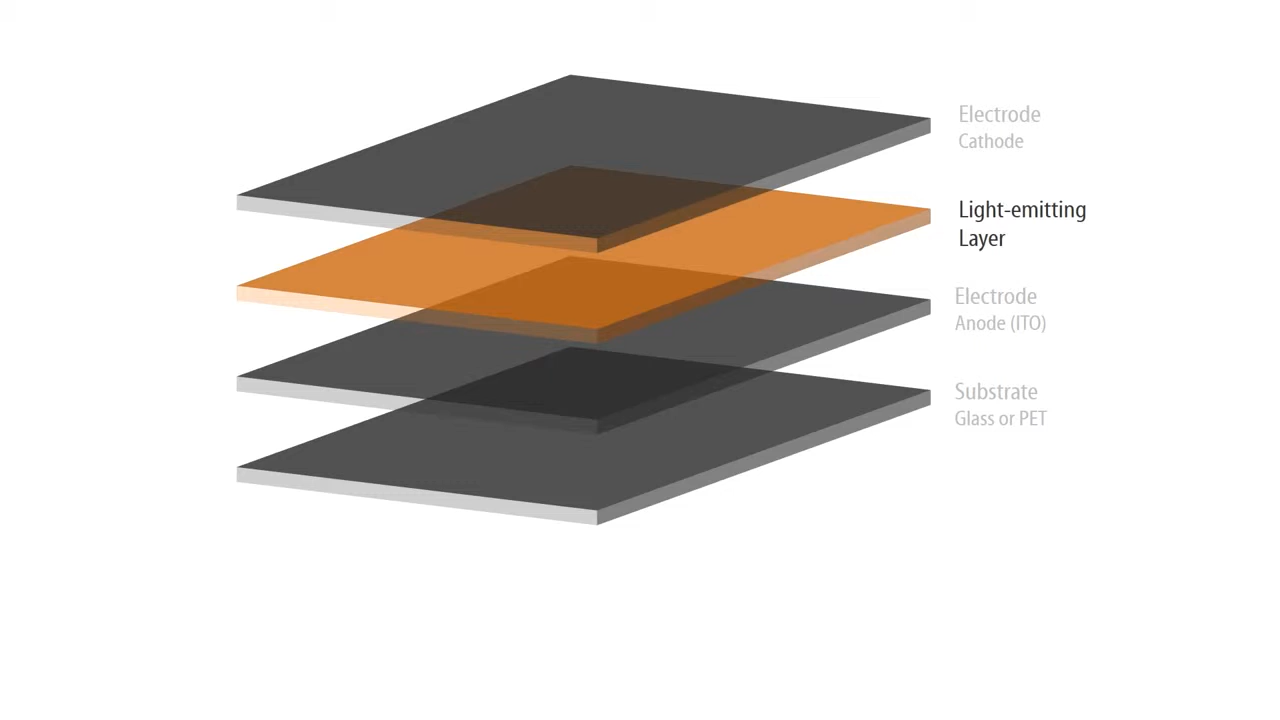 Electrode
Cathode
Light-emitting
Layer
Electrode
Anode (ITO)
Substrate
Glass or PET